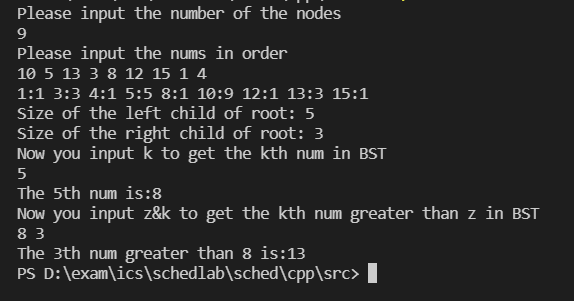 Please input the number of the nodes
9
Please input the nums in order
10 5 13 3 8 12 15 1 4
1:1 3:3 4:1 5:5 8:1 10:9 12:1 13:3 15:1
Size of the left child of root: 5
Size of the right child of root: 3
Now you input k to get the kth num in BST
5
The 5th num is:8
Now you input z&k to get the kth num greater than z in BST
8 3
The 3th num greater than 8 is:13
PS D:\exam\ics\schedlab\sched\cpp\src>